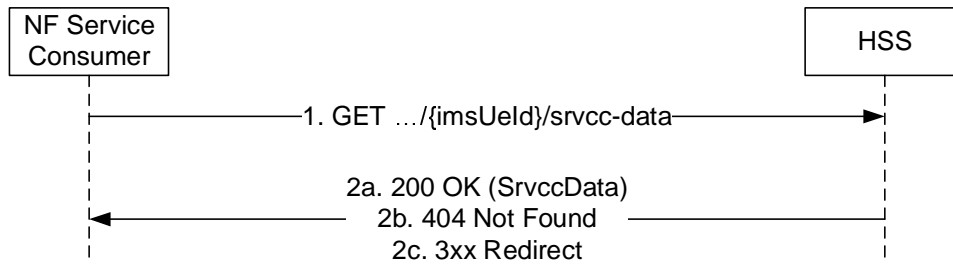 NF Service
Consumer
HSS
1. GET …/{imsUeId}/srvcc-data
2a. 200 OK (SrvccData)
2b. 404 Not Found
2c. 3xx Redirect